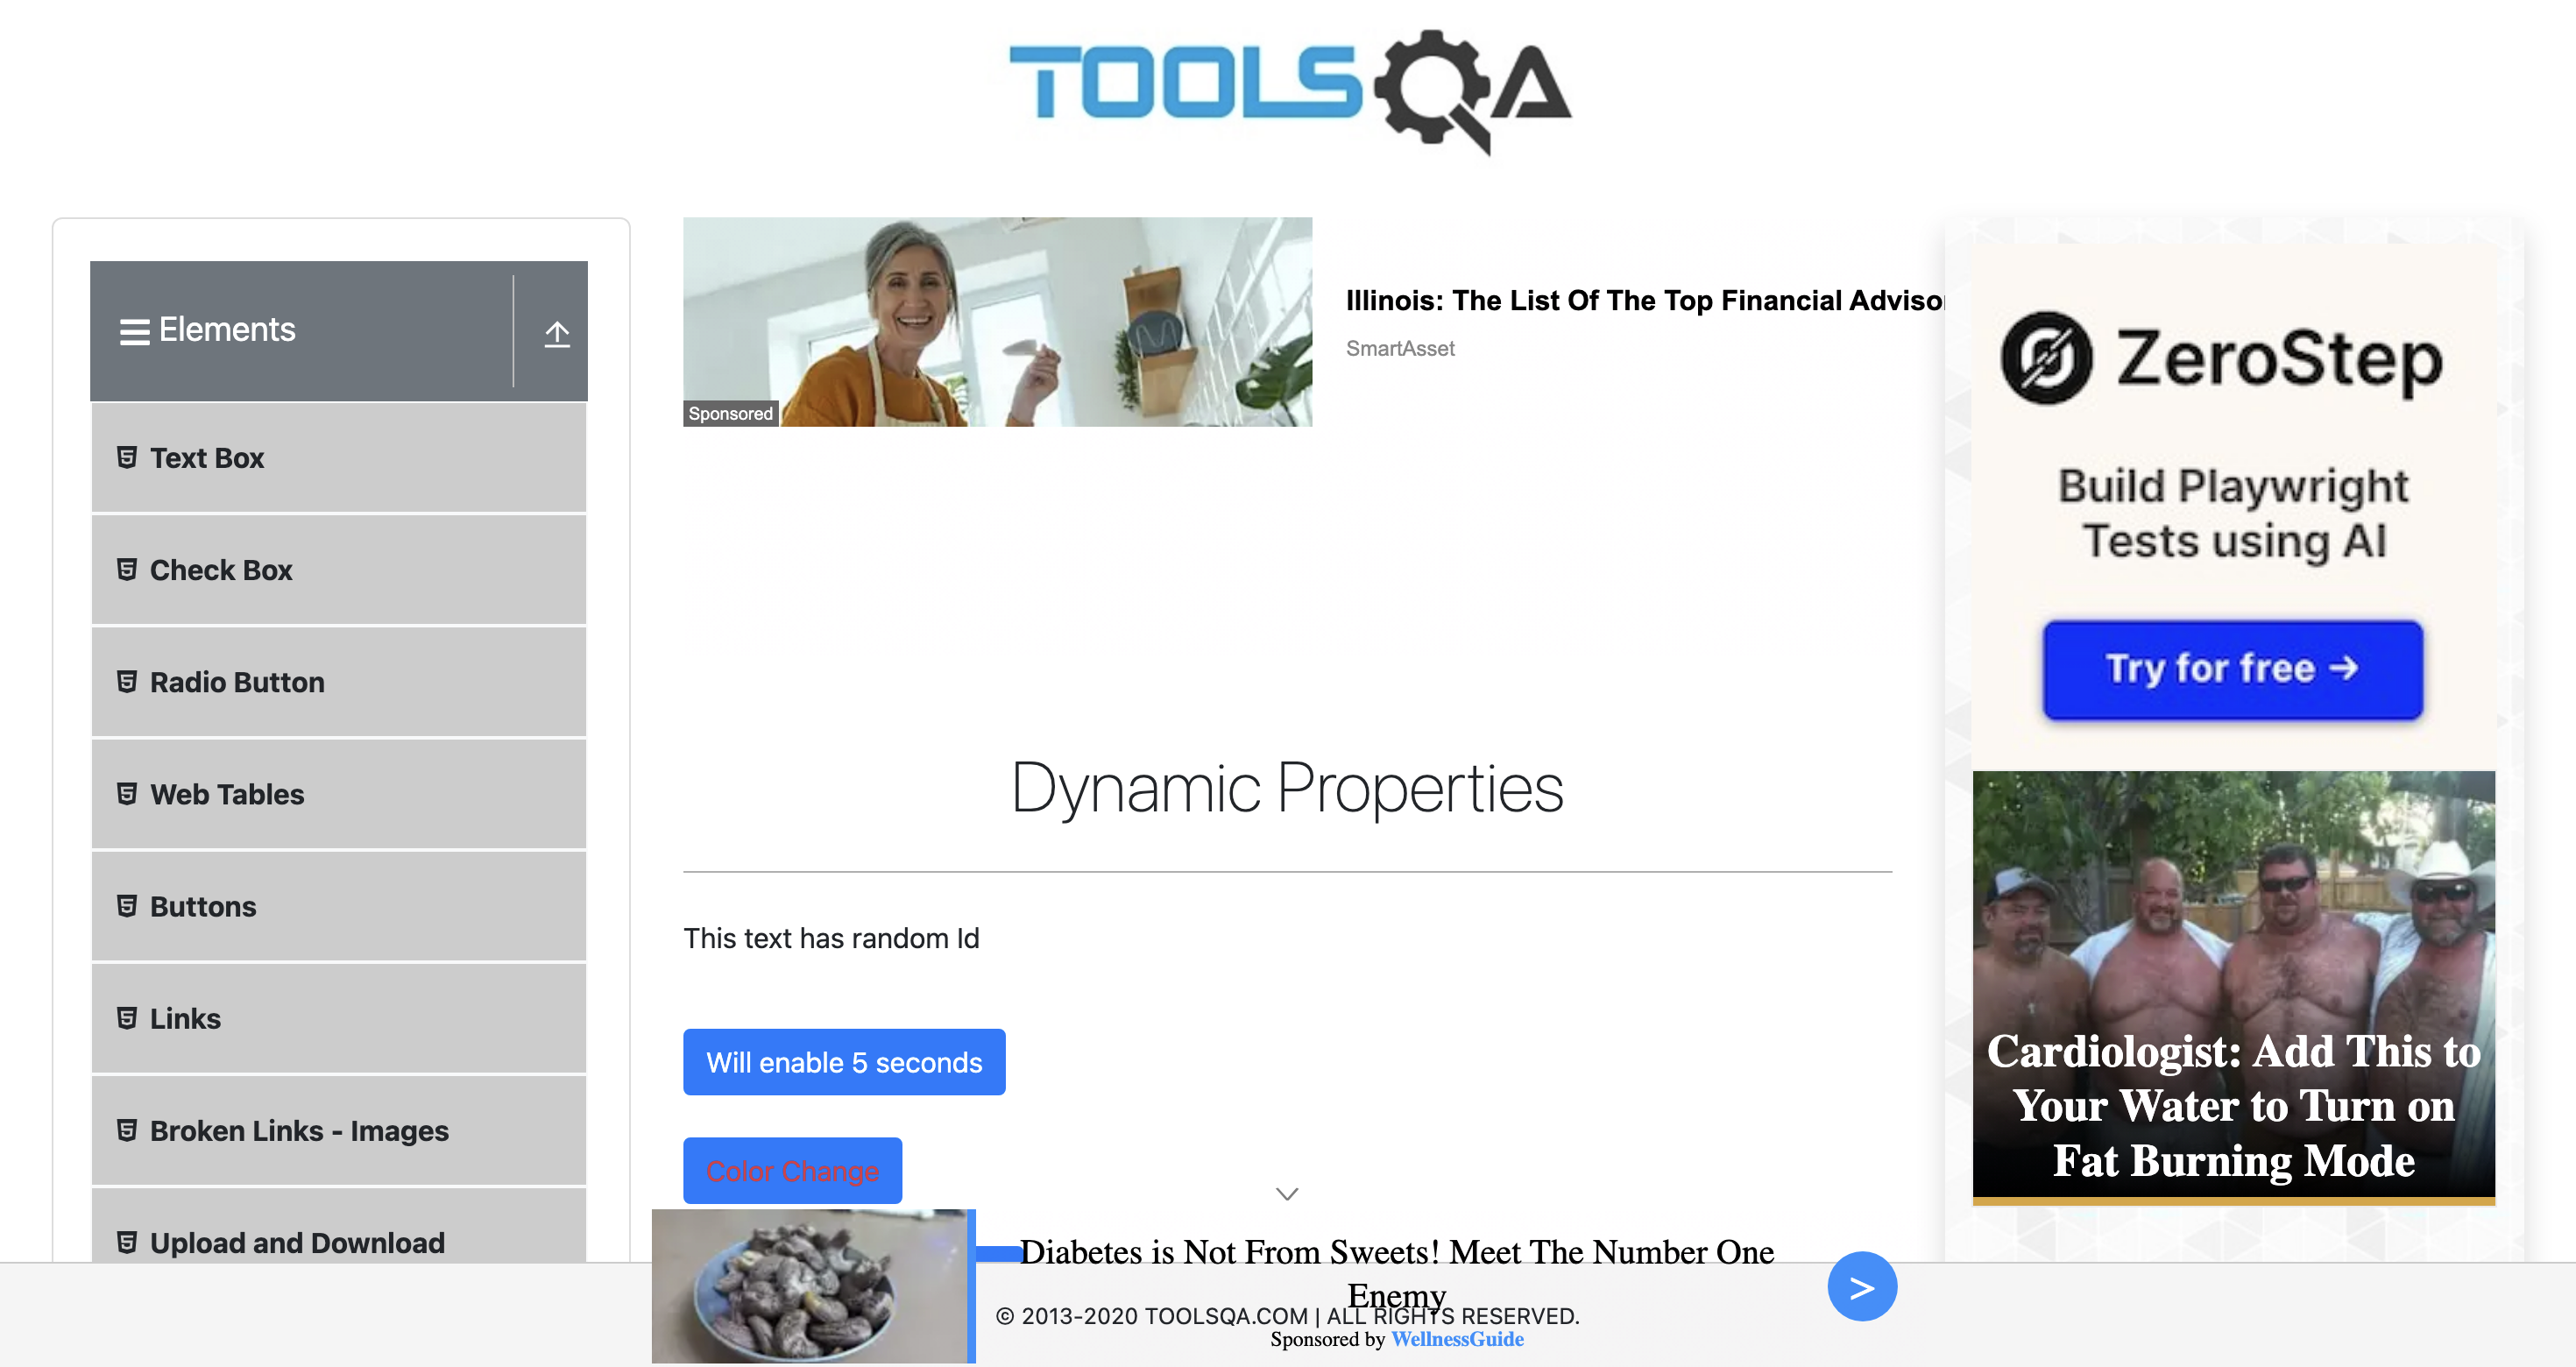 TOOLSQA
Elements
Text Box
Check Box
Radio Button
Web Tables
Buttons
Links
Broken Links - Images
Upload and Download
Sponsored
Illinois: The List Of The Top Financial Advisor
SmartAsset
Dynamic Properties
This text has random Id
Will enable 5 seconds
Color Change
ZeroStep
Build Playwright
Tests using AI
Try for free →
Cardiologist: Add This to
Your Water to Turn on
Fat Burning Mode
Diabetes is Not From Sweets! Meet The Number One
Enemy
© 2013-2020 TOOLSQA.COM | ALL RIGHTS RESERVED.
Sponsored by WellnessGuide
>